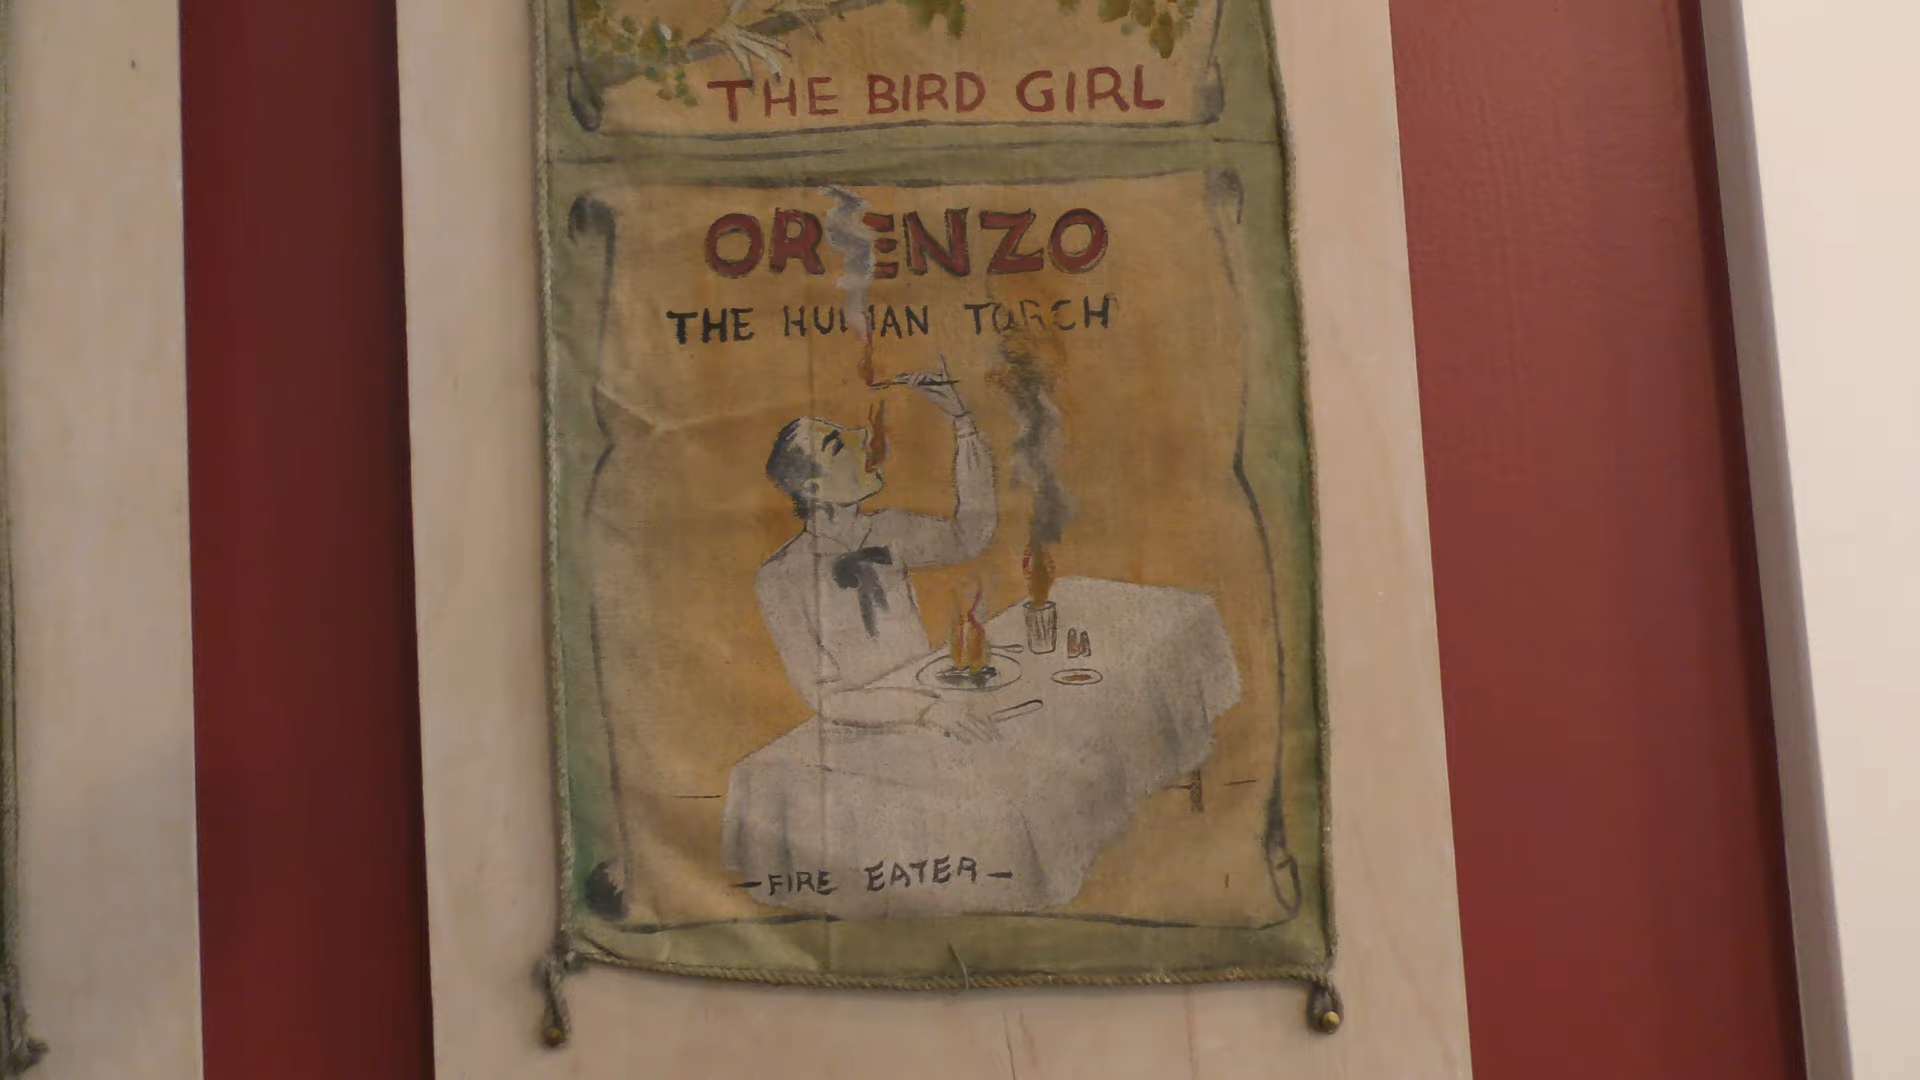 THE BIRD GIRL
ORENZO
THE HUMAN TORCH
-FIRE EATER-